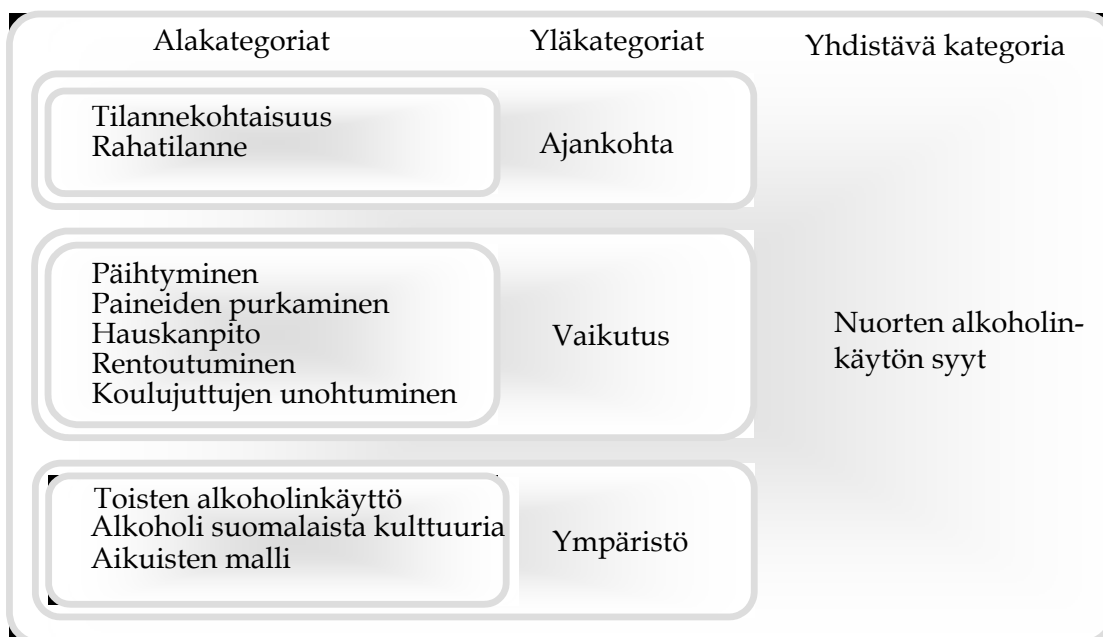 Alakategoriat
Yläkategoriat
Yhdistävä kategoria
Tilannekohtaisuus
Rahatilanne
Ajankohta
Päihtyminen
Paineiden purkaminen
Hauskanpito
Rentoutuminen
Koulujuttujen unohtuminen
Vaikutus
Nuorten alkoholin-
käytön syyt
Toisten alkoholinkäyttö
Alkoholi suomalaista kulttuuria
Aikuisten malli
Ympäristö